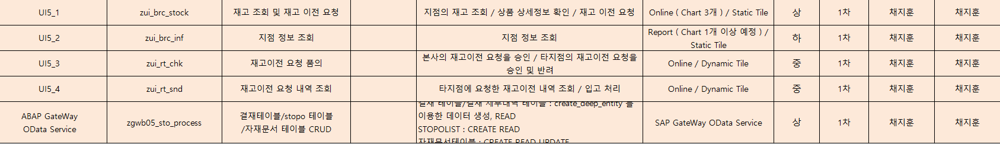 UI5_1 zui_brc_stock 재고 조회 및 재고 이전 요청 지점의 재고 조회 / 상품 상세정보 확인 / 재고 이전 요청 Online ( Chart 3개 ) / Static Tile 상 1차 채지훈 채지훈
UI5_2 zui_brc_inf 지점 정보 조회 지점 정보 조회 Report ( Chart 1개 이상 예정 ) /
Static Tile 하 1차 채지훈 채지훈
UI5_3 zui_rt_chk 재고이전 요청 품의 본사의 재고이전 요청을 승인 / 타지점의 재고이전 요청을
승인 및 반려 Online / Dynamic Tile 중 1차 채지훈 채지훈
UI5_4 zui_rt_snd 재고이전 요청 내역 조회 타지점에 요청한 재고이전 내역 조회 / 입고 처리 Online / Dynamic Tile 중 1차 채지훈 채지훈
ABAP GateWay
OData Service zgwb05_sto_process 결재테이블/stopo 테이블
/자재문서 테이블 CRUD 결재 테이블/결재 세부내역 테이블 : create_deep_entity 를
이용한 데이터 생성, READ
STOPOLIST : CREATE READ
자재문서테이블 : CREATE READ UPDATE SAP GateWay OData Service 상 1차 채지훈 채지훈